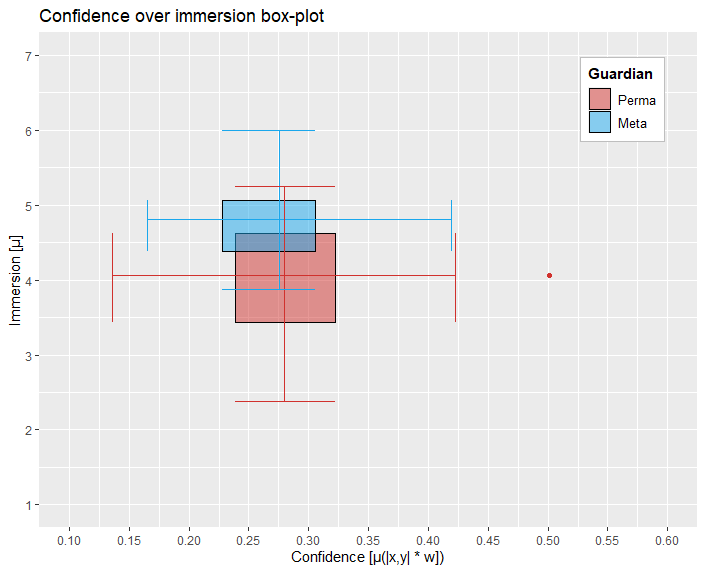 Confidence over immersion box-plot
Guardian
Perma
Meta
7
6
5
4
3
2
1
Immersion [µ]
0.10 0.15 0.20 0.25 0.30 0.35 0.40 0.45 0.50 0.55 0.60
Confidence [µ(|x,y| * w])